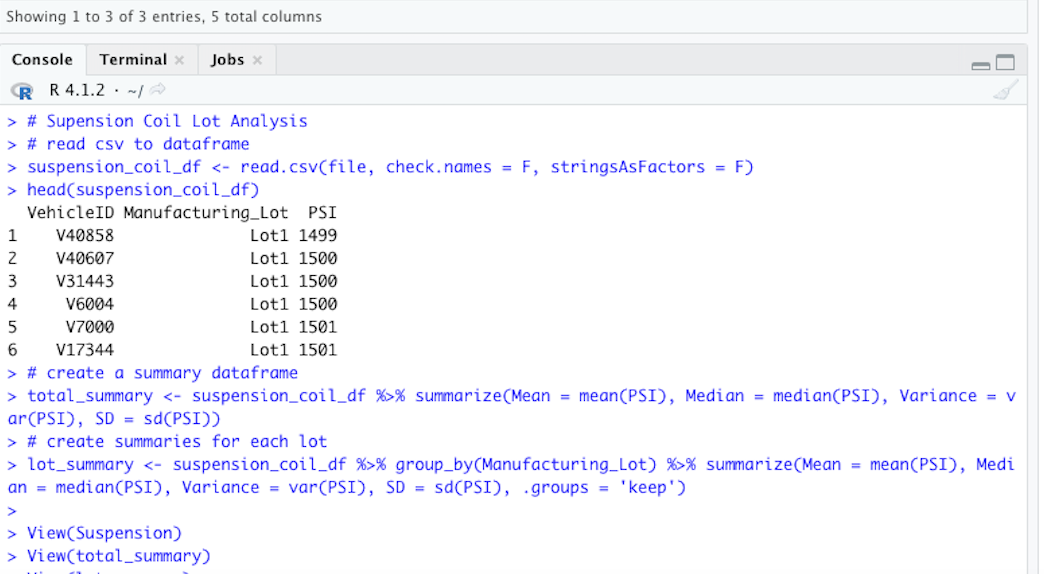 Showing 1 to 3 of 3 entries, 5 total columns
Console Terminal × Jobs ×
R 4.1.2 · ~/
> # Supension Coil Lot Analysis
> # read csv to dataframe
> suspension_coil_df <- read.csv(file, check.names = F, stringsAsFactors = F)
> head(suspension_coil_df)
  VehicleID Manufacturing_Lot  PSI
1    V40858              Lot1 1499
2    V40607              Lot1 1500
3    V31443              Lot1 1500
4     V6004              Lot1 1500
5     V7000              Lot1 1501
6    V17344              Lot1 1501
> # create a summary dataframe
> total_summary <- suspension_coil_df %>% summarize(Mean = mean(PSI), Median = median(PSI), Variance = v
ar(PSI), SD = sd(PSI))
> # create summaries for each lot
> lot_summary <- suspension_coil_df %>% group_by(Manufacturing_Lot) %>% summarize(Mean = mean(PSI), Medi
an = median(PSI), Variance = var(PSI), SD = sd(PSI), .groups = 'keep')
>
> View(Suspension)
> View(total_summary)